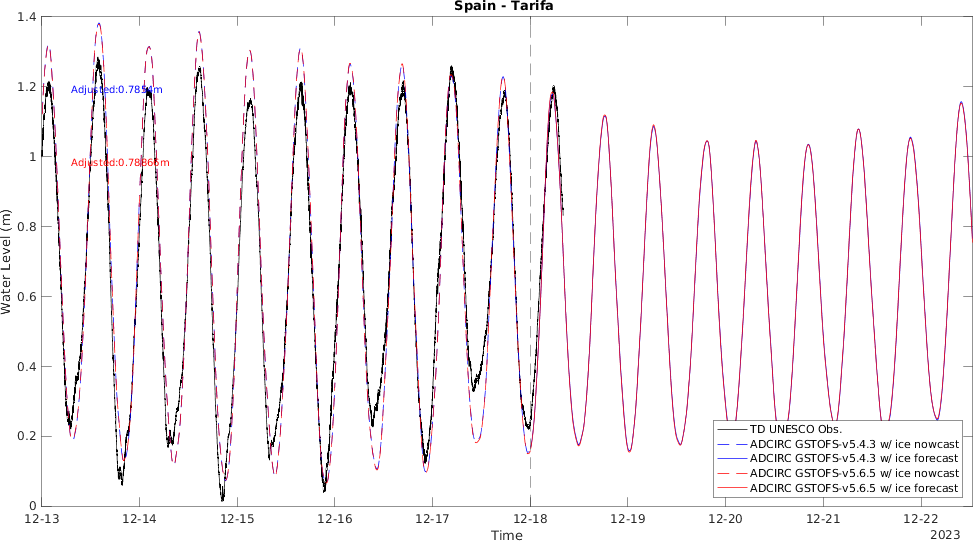 Spain - Tarifa
1.4
1.2
1
0.8
0.6
0.4
0.2
0
Water Level (m)
Adjusted:0.7854m
Adjusted:0.78866m
TD UNESCO Obs.
ADCIRC GSTOFS-v5.4.3 w/ ice nowcast
ADCIRC GSTOFS-v5.4.3 w/ ice forecast
ADCIRC GSTOFS-v5.6.5 w/ ice nowcast
ADCIRC GSTOFS-v5.6.5 w/ ice forecast
12-13 12-14 12-15 12-16 12-17 12-18 12-19 12-20 12-21 12-22
Time
2023